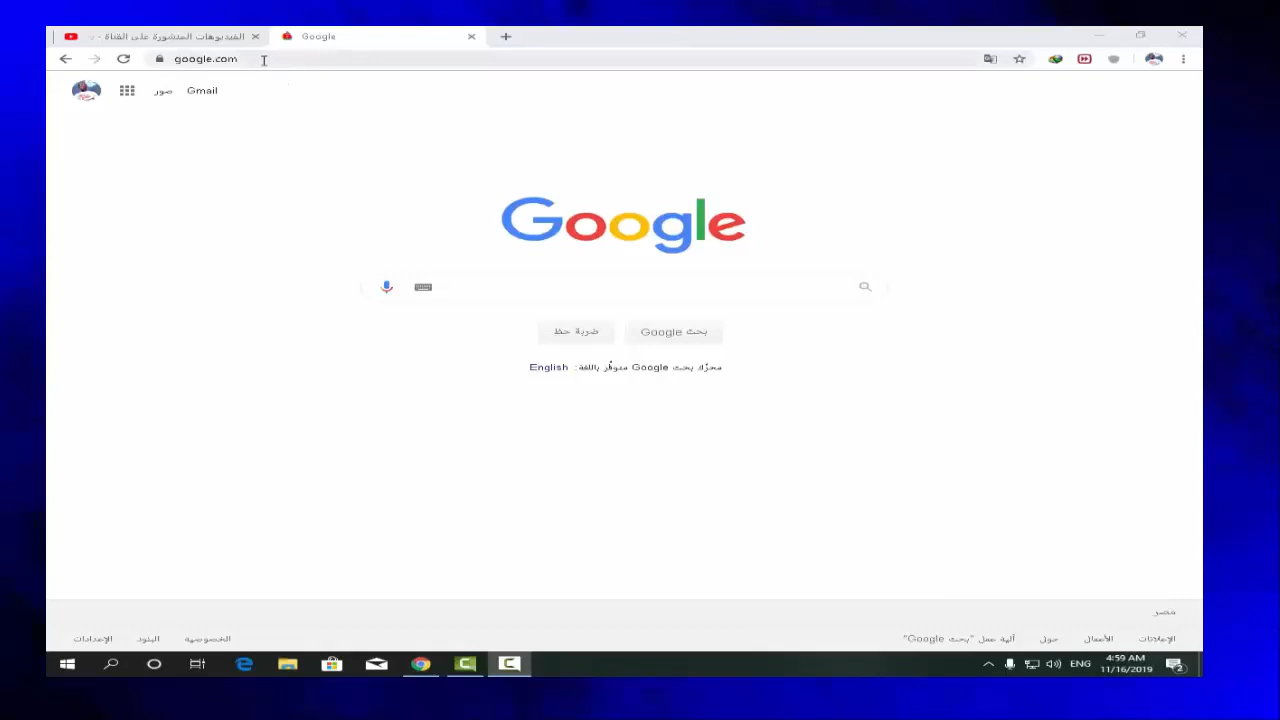 الفيديوهات المنشورة على القناة -
Google
google.com
صور
Gmail
Google
بحث Google
ضربة حظ
محرّك بحث Google متوفّر باللغة: English
مصر
الإعلانات
الأعمال
حول
آلية عمل "بحث Google"
الخصوصية
البنود
الإعدادات
ENG
4:59 AM
11/16/2019
2